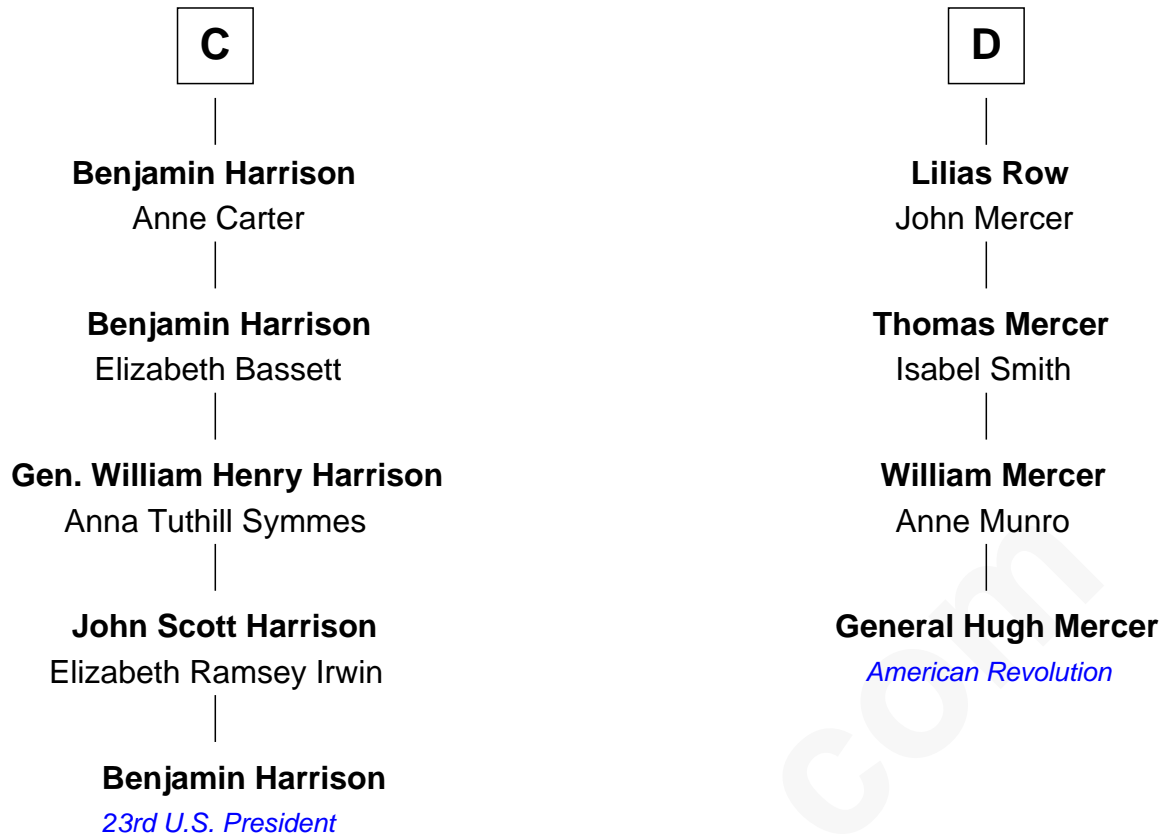 C
Benjamin Harrison
Anne Carter
Benjamin Harrison
Elizabeth Bassett
Gen. William Henry Harrison
Anna Tuthill Symmes
John Scott Harrison
Elizabeth Ramsey Irwin
Benjamin Harrison
23rd U.S. President
D
Lilias Row
John Mercer
Thomas Mercer
Isabel Smith
William Mercer
Anne Munro
General Hugh Mercer
American Revolution
com